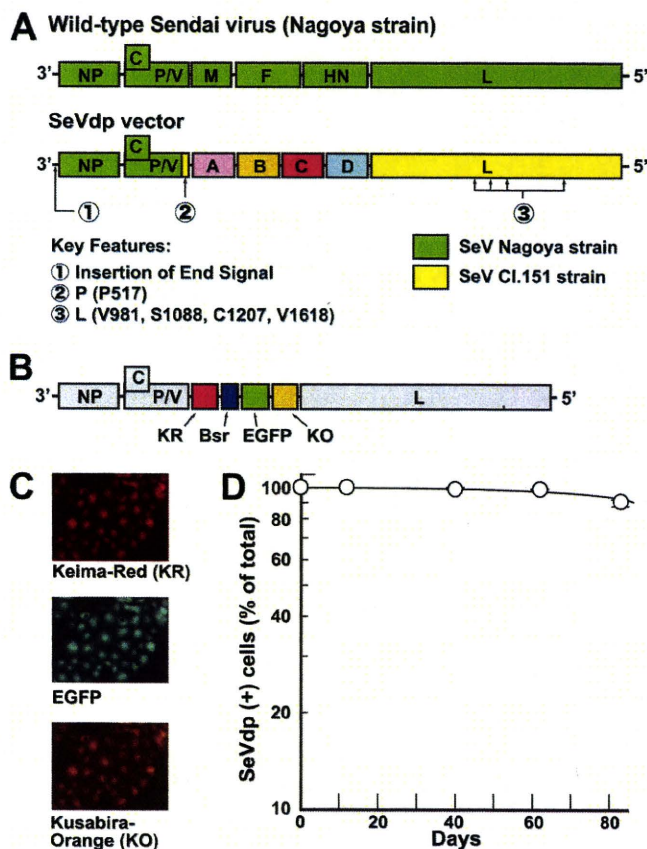 A Wild-type Sendai virus (Nagoya strain)
3' NP C P/V M F HN L 5'
SeVdp vector
3' NP C P/V A B C D L 5'
① ② ③
Key Features:
① Insertion of End Signal
② P (P517)
③ L (V981, S1088, C1207, V1618)
SeV Nagoya strain
SeV Cl.151 strain
B
3' NP C P/V L 5'
KR Bsr EGFP KO
C
Keima-Red (KR)
EGFP
Kusabira-
Orange (KO)
D
SeVdp (+) cells (% of total)
100
80
60
40
20
10
0 20 40 60 80
Days